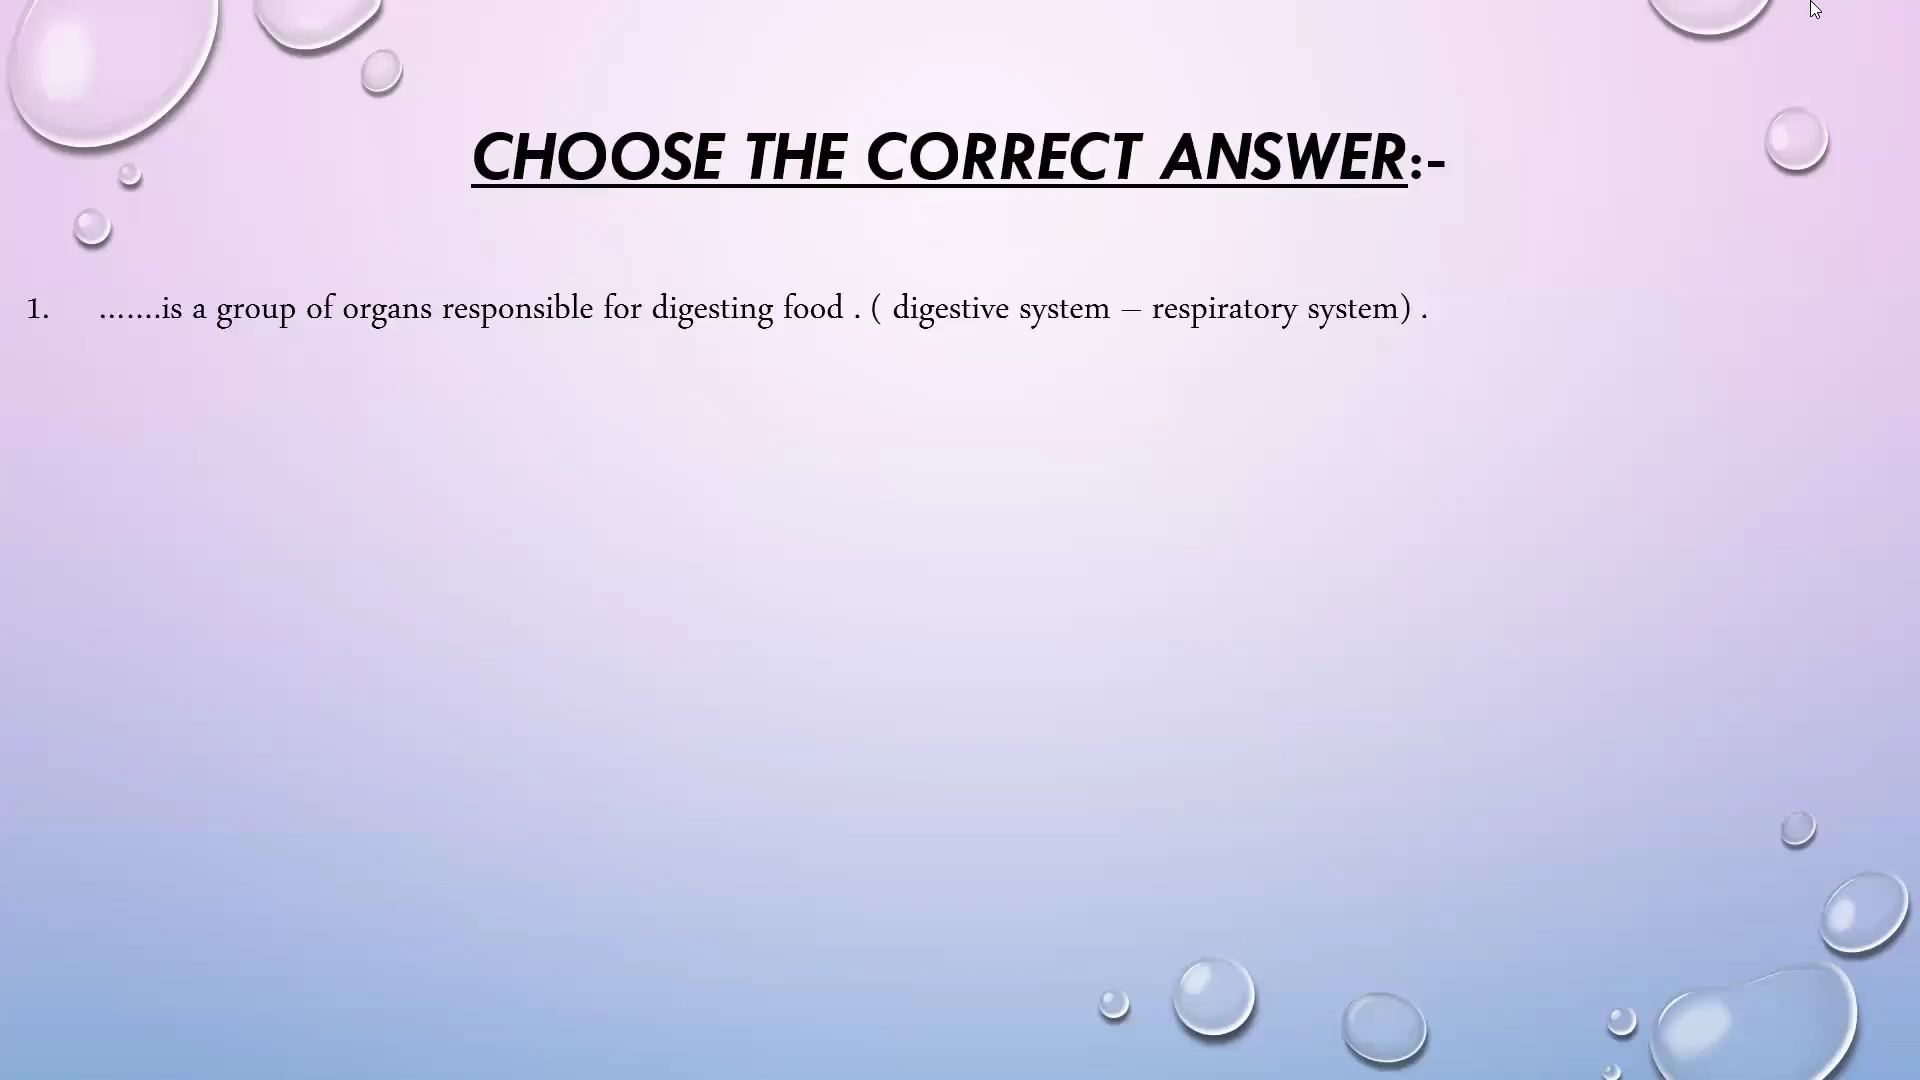 CHOOSE THE CORRECT ANSWER:-
1. .......is a group of organs responsible for digesting food . ( digestive system – respiratory system) .